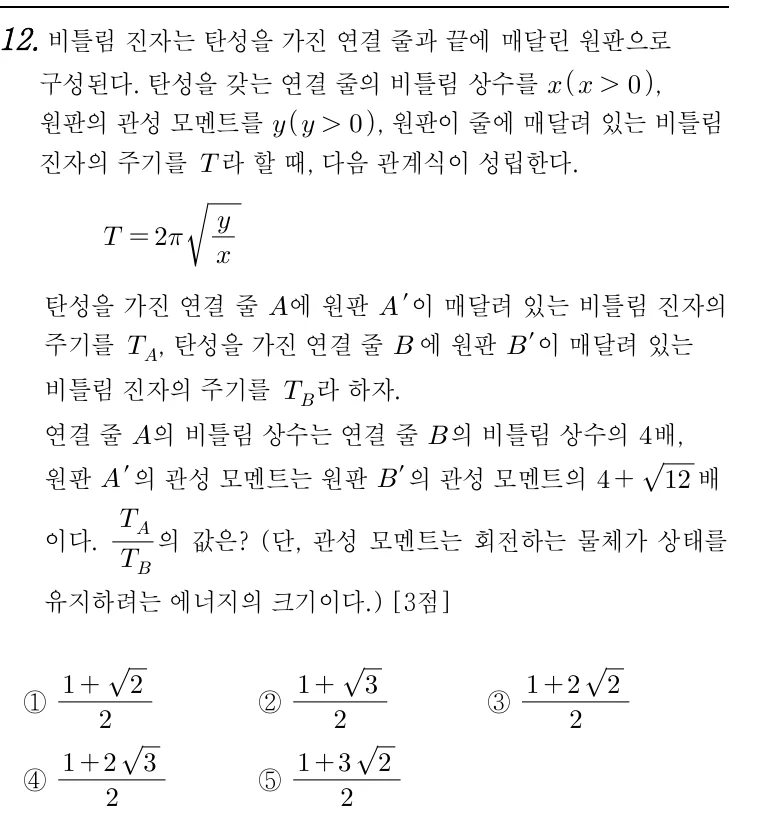 12. 비틀림 진자는 탄성을 가진 연결 줄과 끝에 매달린 원판으로
구성된다. 탄성을 갖는 연결 줄의 비틀림 상수를 x(x > 0),
원판의 관성 모멘트를 y(y > 0), 원판이 줄에 매달려 있는 비틀림
진자의 주기를 T라 할 때, 다음 관계식이 성립한다.
T = 2π√(y/x)
탄성을 가진 연결 줄 A에 원판 A′이 매달려 있는 비틀림 진자의
주기를 T_A, 탄성을 가진 연결 줄 B에 원판 B′이 매달려 있는
비틀림 진자의 주기를 T_B라 하자.
연결 줄 A의 비틀림 상수는 연결 줄 B의 비틀림 상수의 4배,
원판 A′의 관성 모멘트는 원판 B′의 관성 모멘트의 4+√12배
이다. T_A/T_B의 값은? (단, 관성 모멘트는 회전하는 물체가 상태를
유지하려는 에너지의 크기이다.) [3점]
① (1+√2)/2 ② (1+√3)/2 ③ (1+2√2)/2
④ (1+2√3)/2 ⑤ (1+3√2)/2